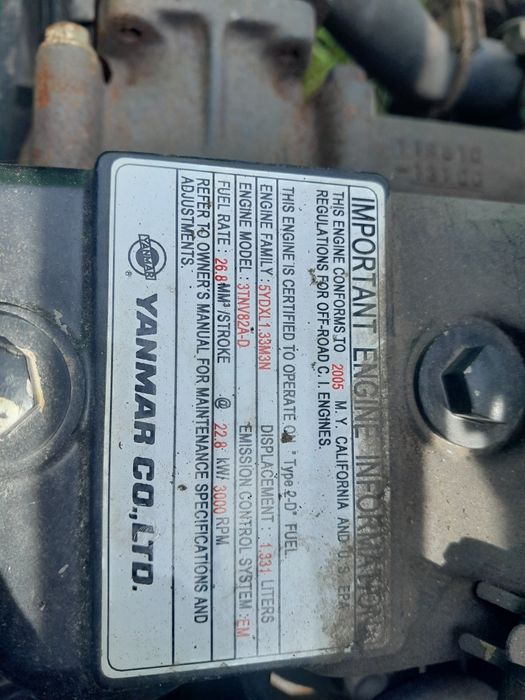 IMPORTANT ENGINE INFORMATION
THIS ENGINE CONFORMS TO 2005 M.Y. CALIFORNIA AND U.S. EPA
REGULATIONS FOR OFF-ROAD C.I. ENGINES.
THIS ENGINE IS CERTIFIED TO OPERATE ON "Type 2-D" FUEL
ENGINE FAMILY : 5YDXL1.33M3N DISPLACEMENT : 1.331 LITERS
ENGINE MODEL : 3TNV82A-D EMISSION CONTROL SYSTEM : EM
FUEL RATE : 26.8 MM³/STROKE @ 22.8 kW/ 3000 RPM
REFER TO OWNER'S MANUAL FOR MAINTENANCE SPECIFICATIONS AND
ADJUSTMENTS.
YANMAR ® YANMAR CO., LTD.